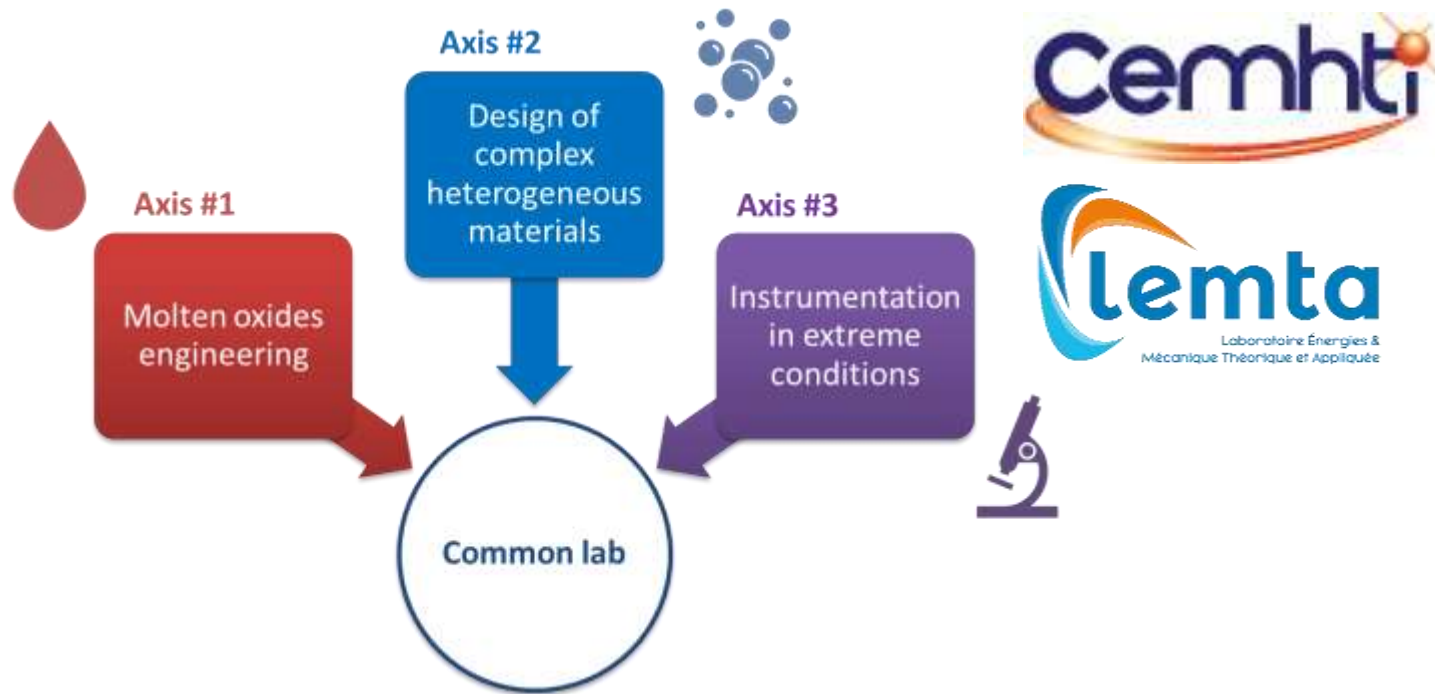 Axis #2
Design of
complex
heterogeneous
materials
Axis #1
Molten oxides
engineering
Axis #3
Instrumentation
in extreme
conditions
Common lab
Cemhti
lemta
Laboratoire Énergies &
Mécanique Théorique et Appliquée